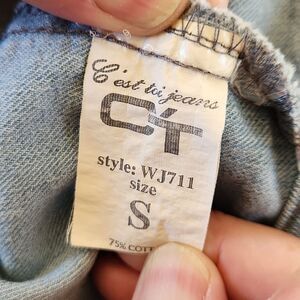 C'est toi jeans
CT
style: WJ711
size
S
75% COTT